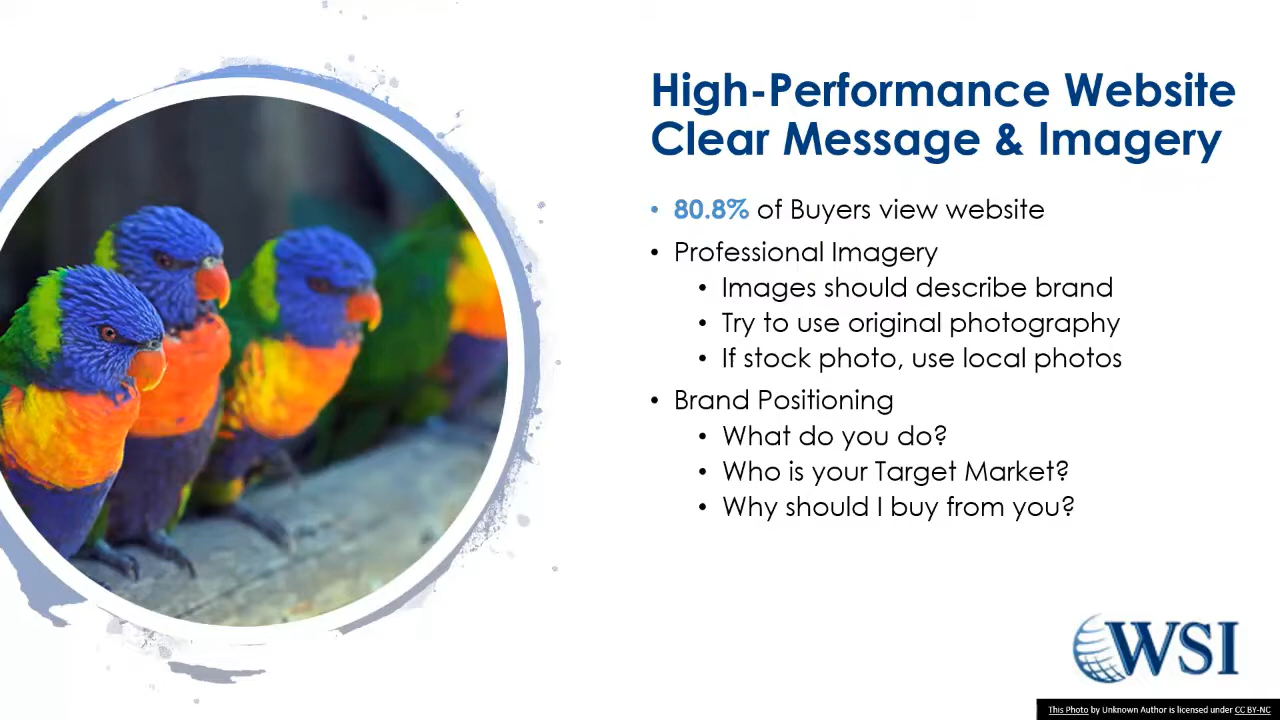 High-Performance Website
Clear Message & Imagery
• 80.8% of Buyers view website
• Professional Imagery
• Images should describe brand
• Try to use original photography
• If stock photo, use local photos
• Brand Positioning
• What do you do?
• Who is your Target Market?
• Why should I buy from you?
WSI
This Photo by Unknown Author is licensed under CC BY-NC